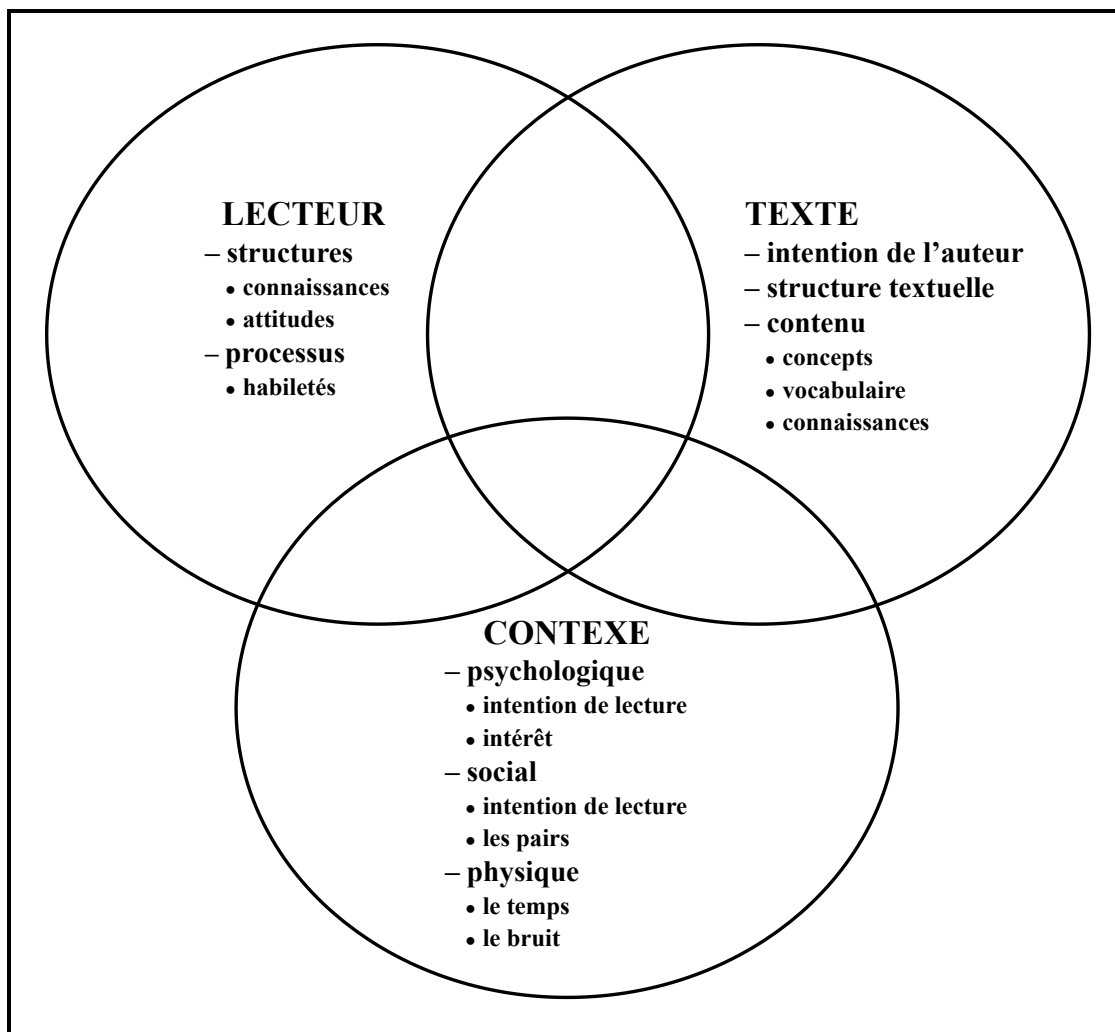 LECTEUR
– structures
• connaissances
• attitudes
– processus
• habiletés
TEXTE
– intention de l’auteur
– structure textuelle
– contenu
• concepts
• vocabulaire
• connaissances
CONTEXE
– psychologique
• intention de lecture
• intérêt
– social
• intention de lecture
• les pairs
– physique
• le temps
• le bruit